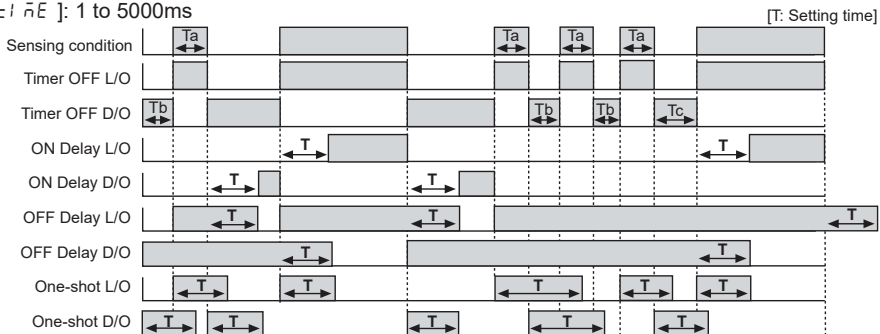 ]: 1 to 5000ms
[T: Setting time]
Sensing condition Ta Ta Ta Ta
Timer OFF L/O
Timer OFF D/O Tb Tb Tb Tc
ON Delay L/O T T
ON Delay D/O T T
OFF Delay L/O T T T
OFF Delay D/O T T
One-shot L/O T T T T T
One-shot D/O T T T T T